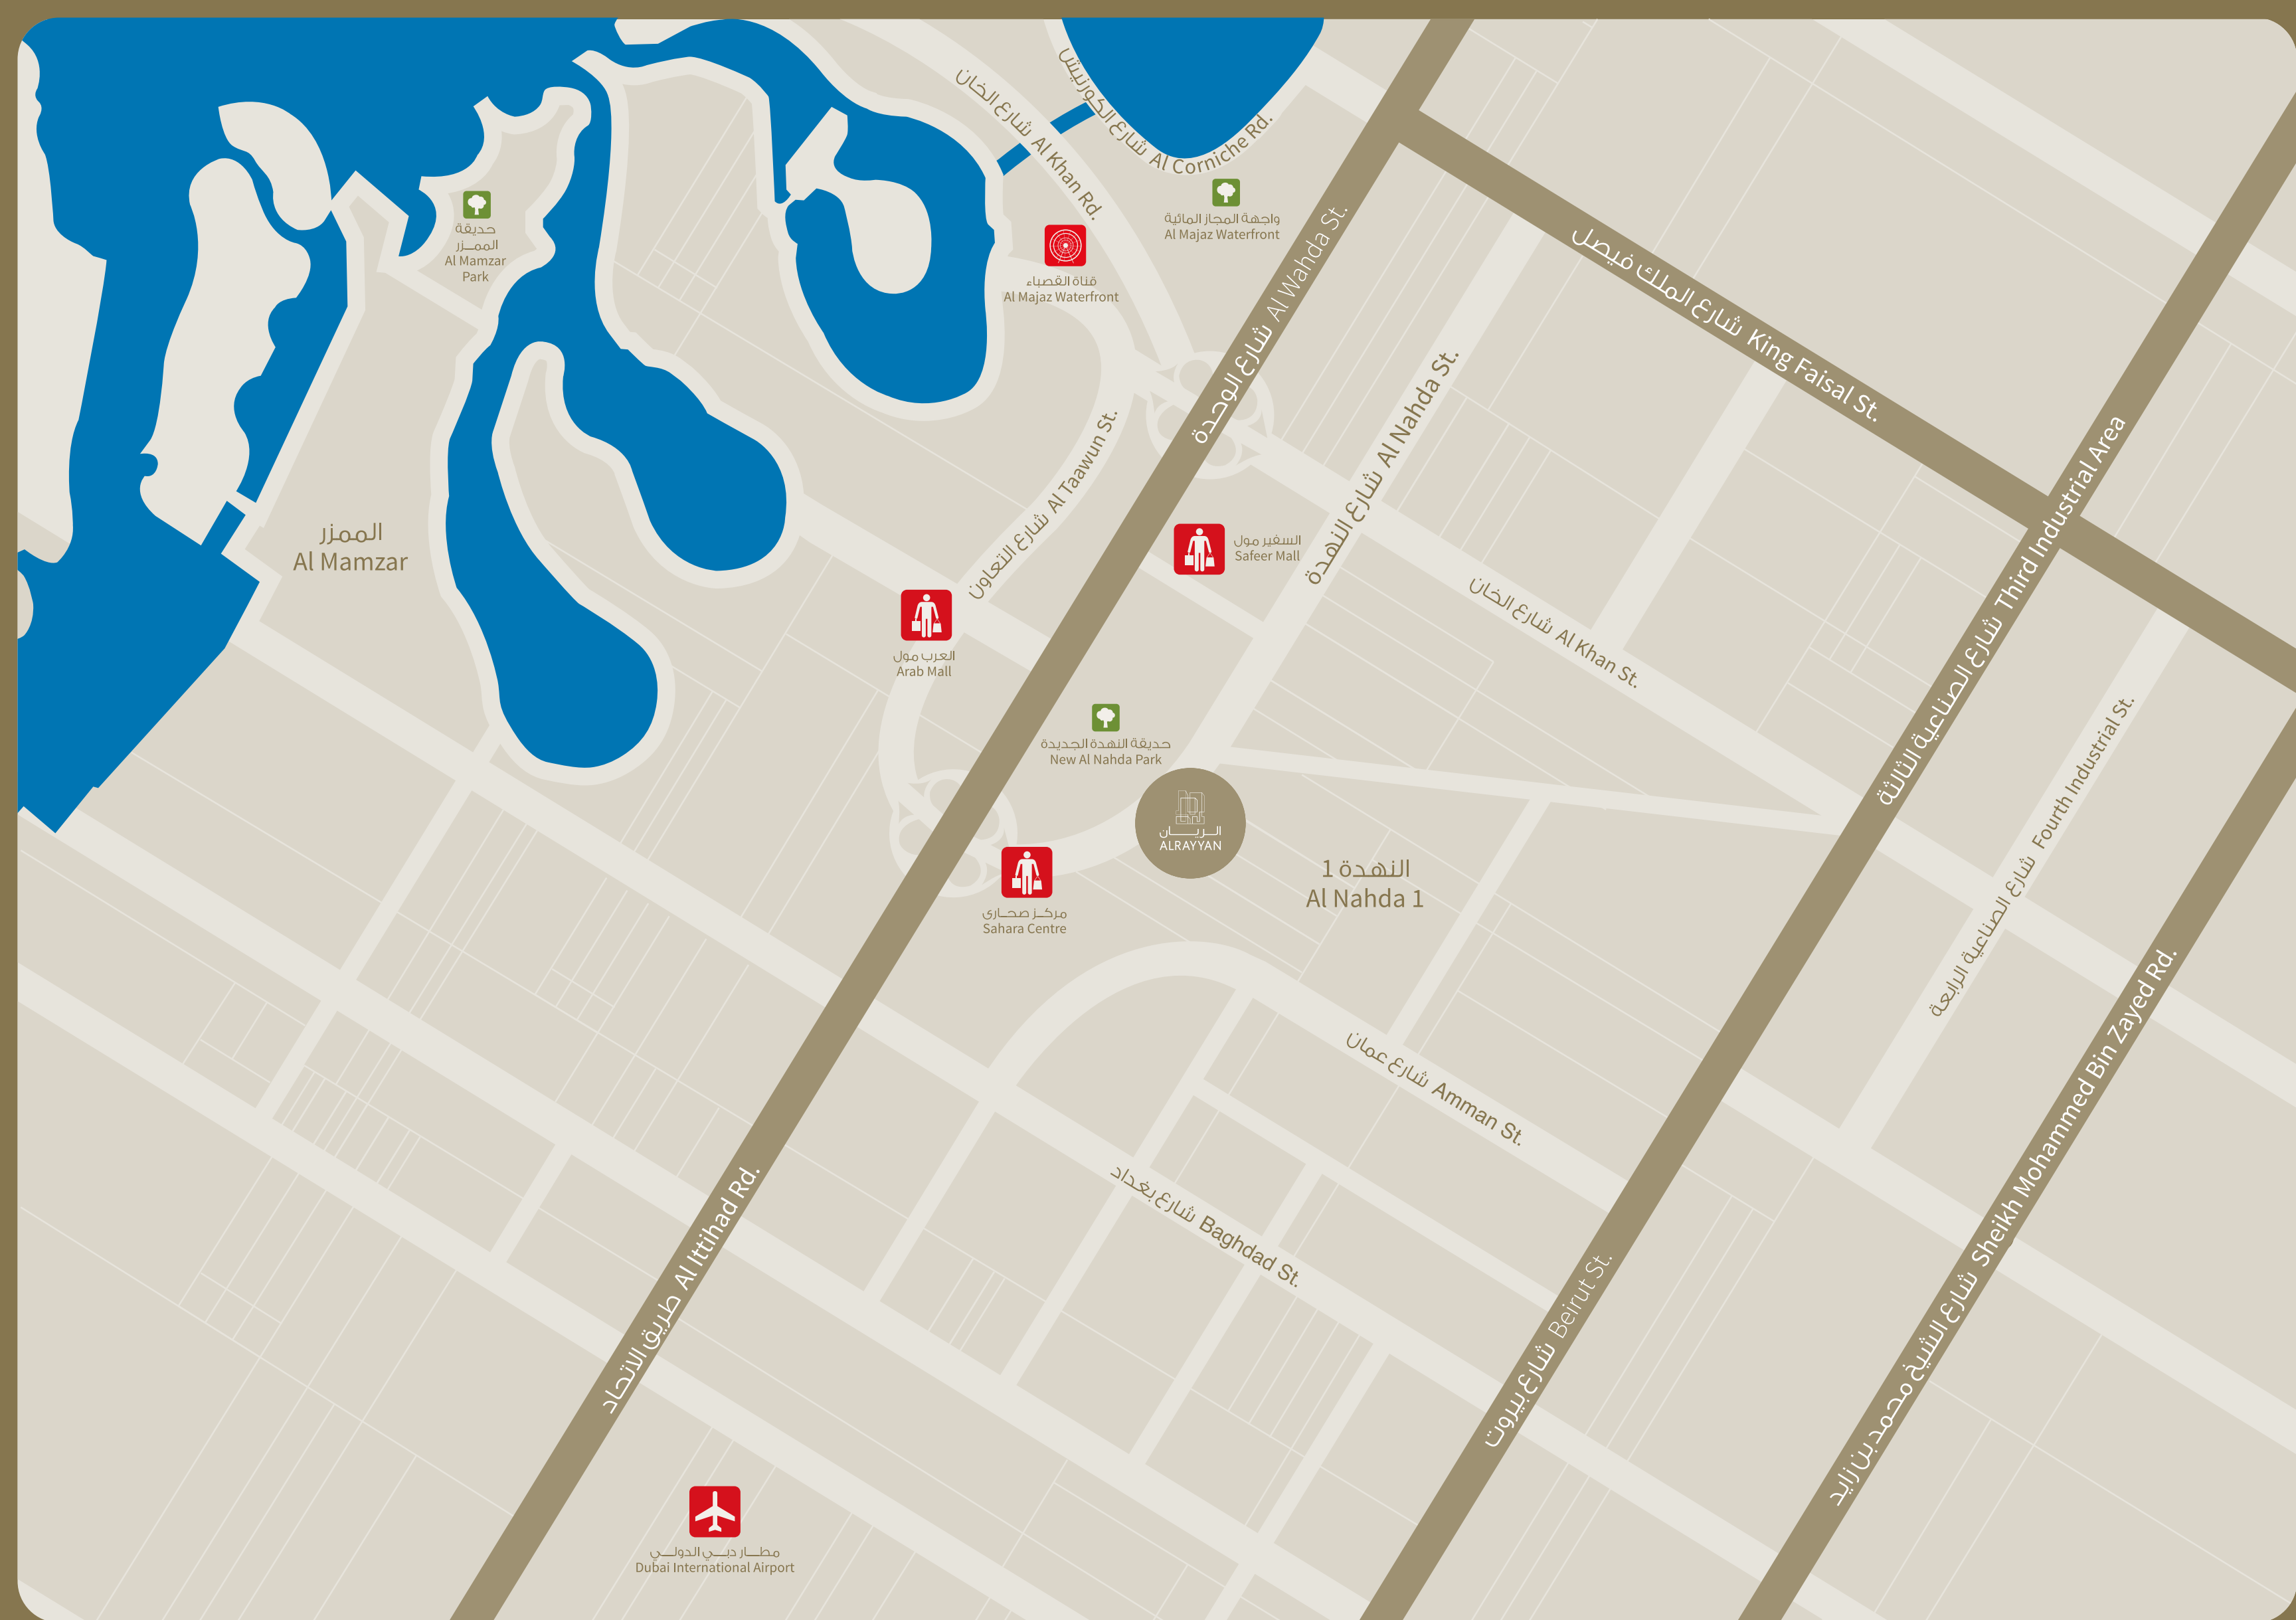 شارع الكورنيش Al Corniche Rd.
شارع الخان Al Khan Rd.
حديقة
الممـزر
Al Mamzar
Park
واجهة المجاز المائية
Al Majaz Waterfront
قناة القصباء
Al Majaz Waterfront
شارع الوحدة Al Wahda St.
شارع الملك فيصل King Faisal St.
شارع النهدة Al Nahda St.
شارع التعاون Al Taawun St.
الممزر
Al Mamzar
السفير مول
Safeer Mall
العرب مول
Arab Mall
شارع الخان Al Khan St.
شارع الصناعية الثالثة Third Industrial Area
شارع الصناعية الرابعة Fourth Industrial St.
حديقة النهدة الجديدة
New Al Nahda Park
الريان
ALRAYYAN
النهدة 1
Al Nahda 1
مركز صحارى
Sahara Centre
شارع عمان Amman St.
شارع بغداد Baghdad St.
طريق الاتحاد Al Ittihad Rd.
شارع بيروت Beirut St.
شارع الشيخ محمد بن زايد Sheikh Mohammed Bin Zayed Rd.
مطار دبي الدولي
Dubai International Airport